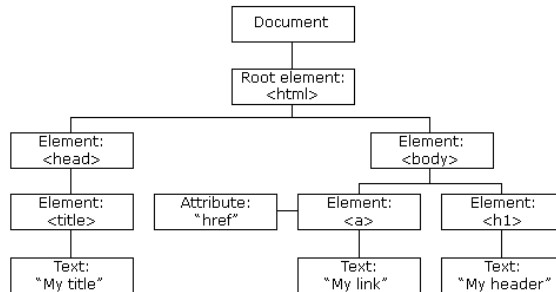 Document
Root element:
<html>
Element:
<head>
Element:
<body>
Element:
<title>
Attribute:
“href”
Element:
<a>
Element:
<h1>
Text:
“My title”
Text:
“My link”
Text:
“My header”